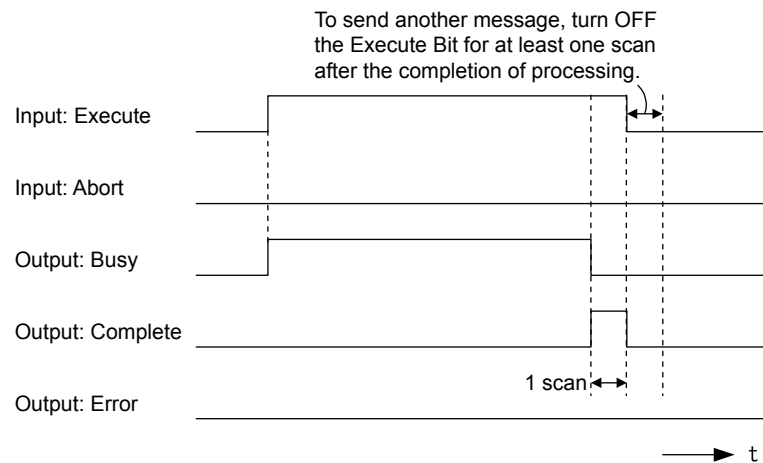 To send another message, turn OFF
the Execute Bit for at least one scan
after the completion of processing.
Input: Execute
Input: Abort
Output: Busy
Output: Complete
1 scan
Output: Error
t